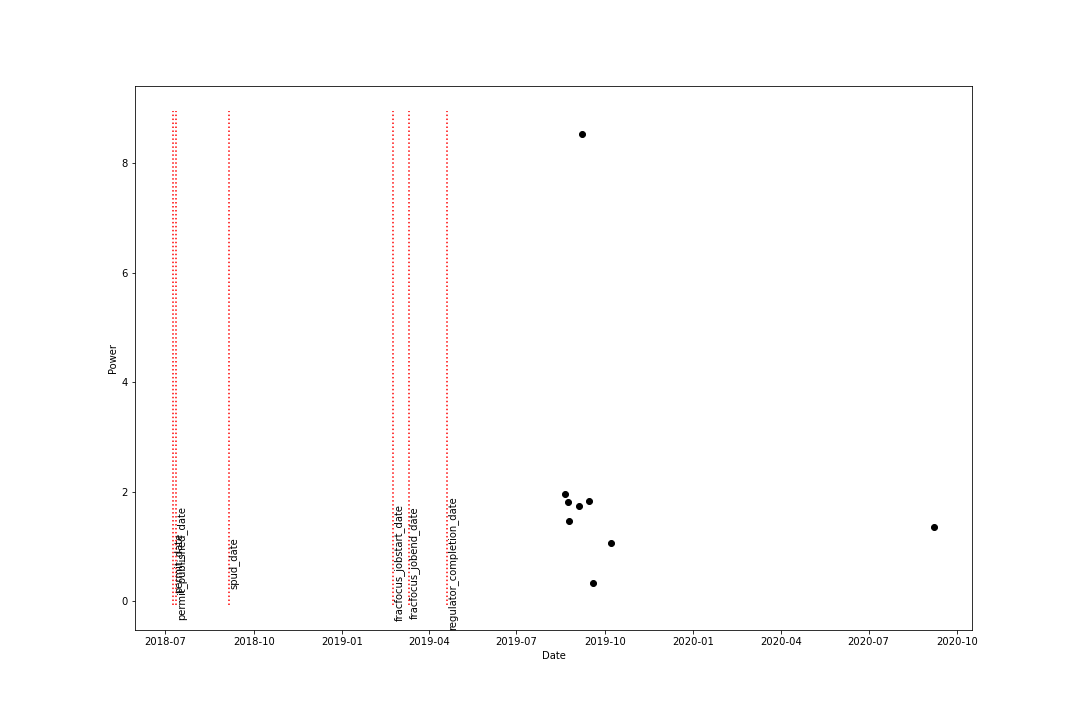 8
6
4
2
0
Power
permit_date
permit_published_date
spud_date
fracfocus_jobstart_date
fracfocus_jobend_date
regulator_completion_date
2018-07 2018-10 2019-01 2019-04 2019-07 2019-10 2020-01 2020-04 2020-07 2020-10
Date